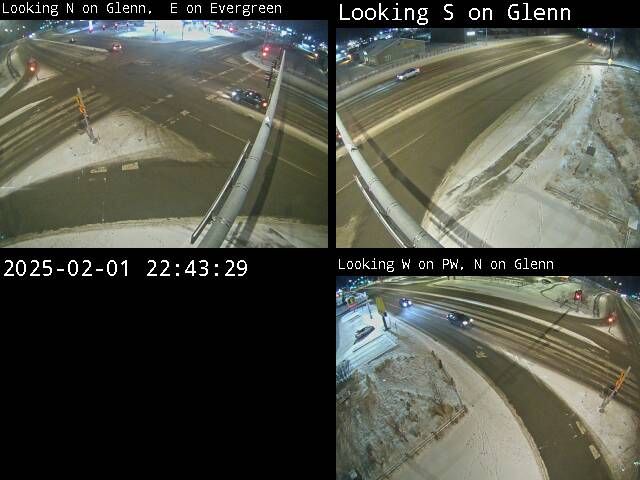 Looking N on Glenn,  E on Evergreen
Looking S on Glenn
2025-02-01 22:43:29
Looking W on PW, N on Glenn